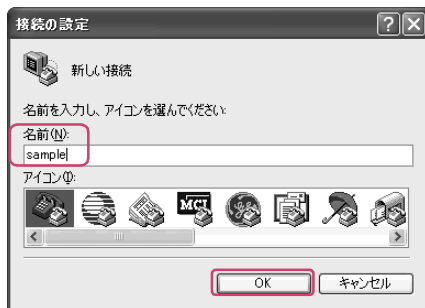 接続の設定
新しい接続
名前を入力し、アイコンを選んでください:
名前(N):
sample
アイコン(I):
MCI
OK
キャンセル